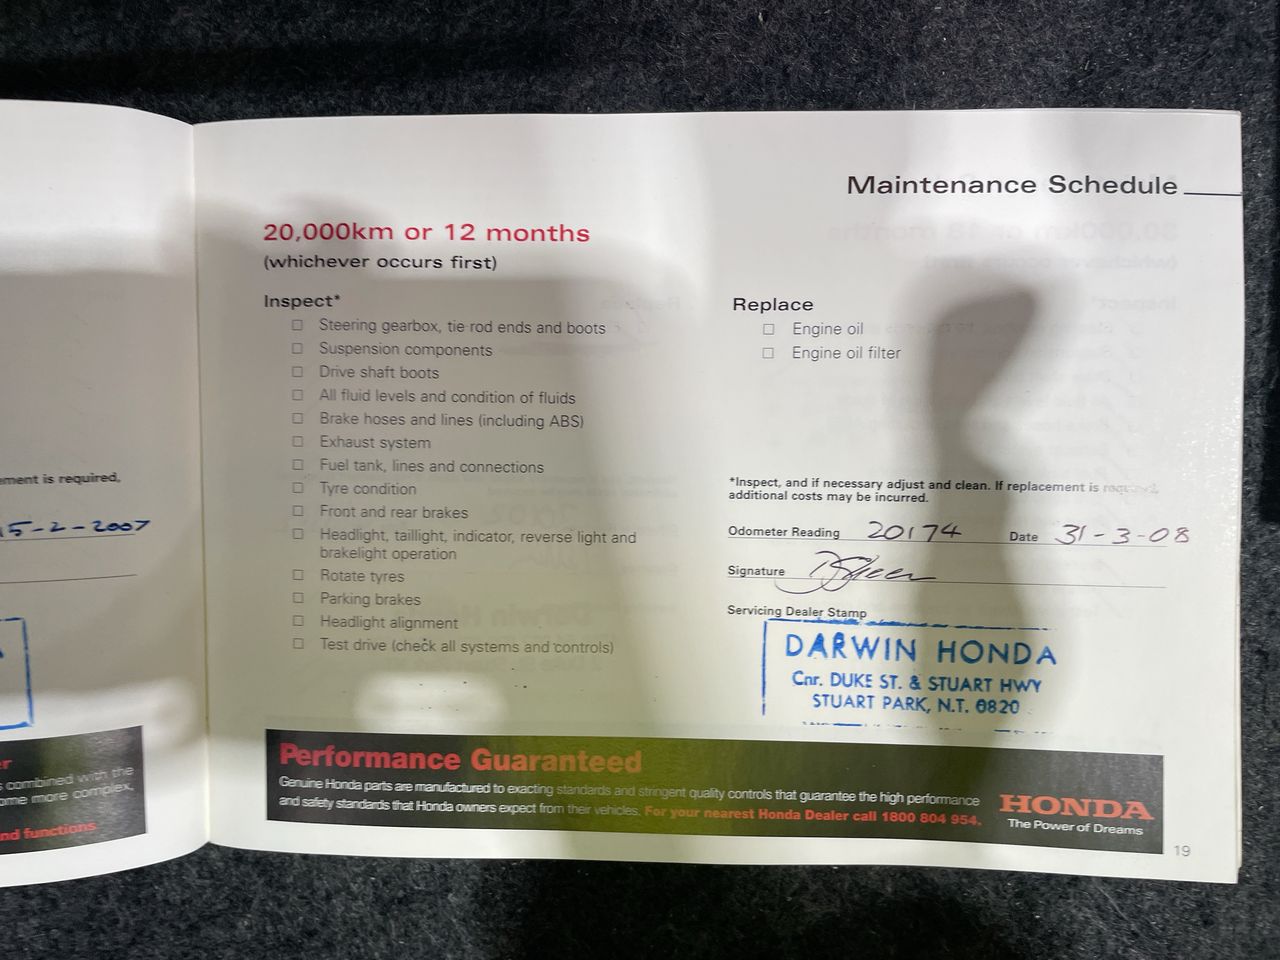 ement is required,
15-2-2007
r
s combined with the
ome more complex,
nd functions
Maintenance Schedule
20,000km or 12 months
(whichever occurs first)
Inspect*
Steering gearbox, tie rod ends and boots
Suspension components
Drive shaft boots
All fluid levels and condition of fluids
Brake hoses and lines (including ABS)
Exhaust system
Fuel tank, lines and connections
Tyre condition
Front and rear brakes
Headlight, taillight, indicator, reverse light and
brakelight operation
Rotate tyres
Parking brakes
Headlight alignment
Test drive (check all systems and controls)
Replace
Engine oil
Engine oil filter
*Inspect, and if necessary adjust and clean. If replacement is required,
additional costs may be incurred.
Odometer Reading 20174 Date 31-3-08
Signature
Servicing Dealer Stamp
DARWIN HONDA
Cnr. DUKE ST. & STUART HWY
STUART PARK, N.T. 0820
Performance Guaranteed
Genuine Honda parts are manufactured to exacting standards and stringent quality controls that guarantee the high performance
and safety standards that Honda owners expect from their vehicles. For your nearest Honda Dealer call 1800 804 954.
HONDA
The Power of Dreams
19